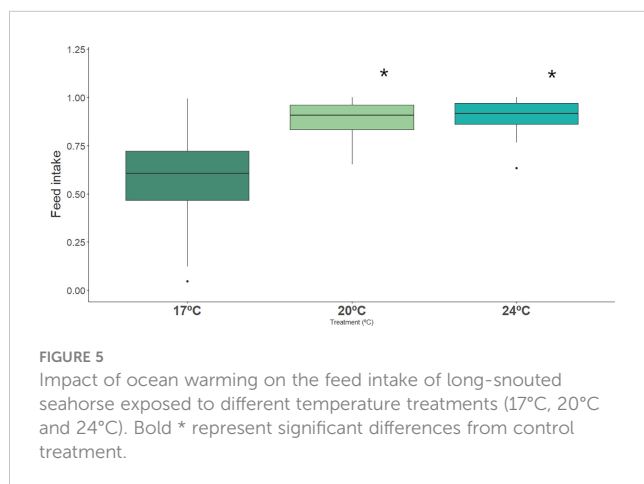 1.25
1.00
0.75
0.50
0.25
0.00
Feed intake
*
*
17ºC
20ºC
24ºC
Treatment (ºC)
FIGURE 5
Impact of ocean warming on the feed intake of long-snouted
seahorse exposed to different temperature treatments (17°C, 20°C
and 24°C). Bold * represent significant differences from control
treatment.